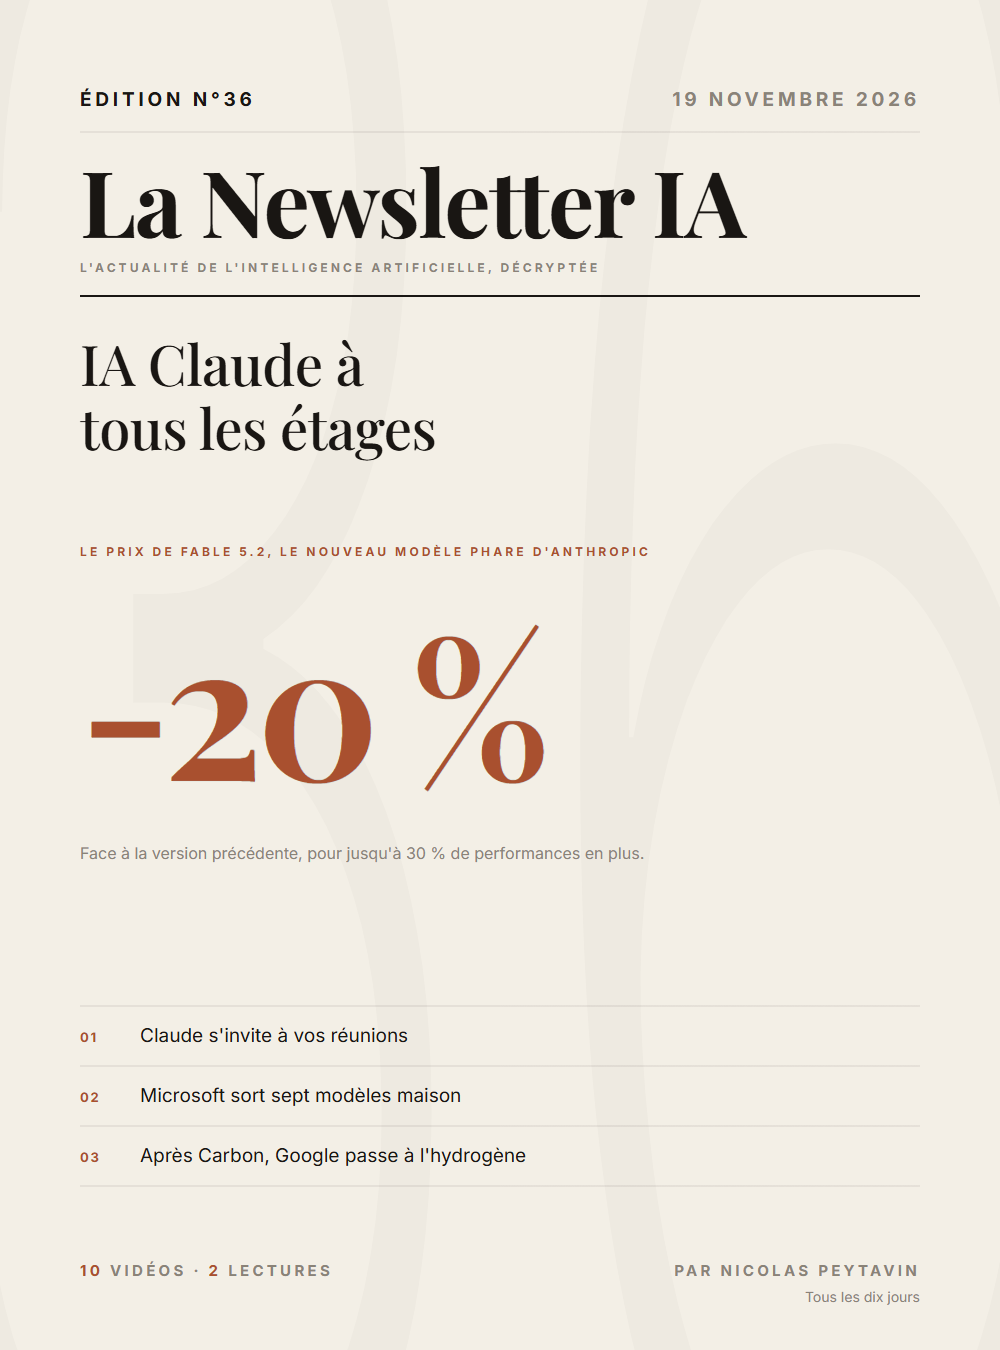 ÉDITION N°36
19 NOVEMBRE 2026
La Newsletter IA
L'ACTUALITÉ DE L'INTELLIGENCE ARTIFICIELLE, DÉCRYPTÉE
IA Claude à
tous les étages
LE PRIX DE FABLE 5.2, LE NOUVEAU MODÈLE PHARE D'ANTHROPIC
-20 %
Face à la version précédente, pour jusqu'à 30 % de performances en plus.
01 Claude s'invite à vos réunions
02 Microsoft sort sept modèles maison
03 Après Carbon, Google passe à l'hydrogène
10 VIDÉOS · 2 LECTURES
PAR NICOLAS PEYTAVIN
Tous les dix jours
36